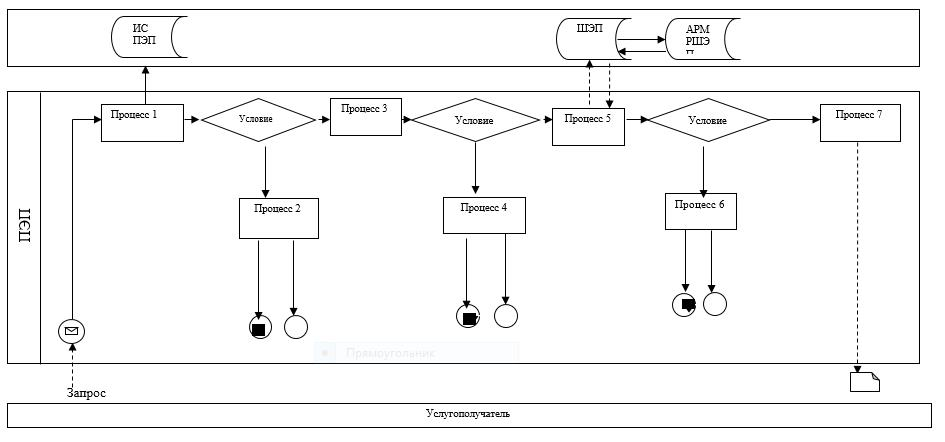 ИС
ПЭП
ШЭП
АРМ
РШЭ
П
Процесс 1
Условие
Процесс 3
Условие
Процесс 5
Условие
Процесс 7
Процесс 2
Процесс 4
Процесс 6
ПЭП
Прямоугольник
Запрос
Услугополучатель